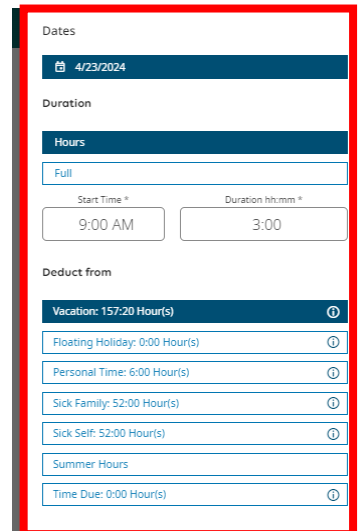 Dates
4/23/2024
Duration
Hours
Full
Start Time * Duration hh:mm *
9:00 AM 3:00
Deduct from
Vacation: 157:20 Hour(s)
Floating Holiday: 0:00 Hour(s)
Personal Time: 6:00 Hour(s)
Sick Family: 52:00 Hour(s)
Sick Self: 52:00 Hour(s)
Summer Hours
Time Due: 0:00 Hour(s)